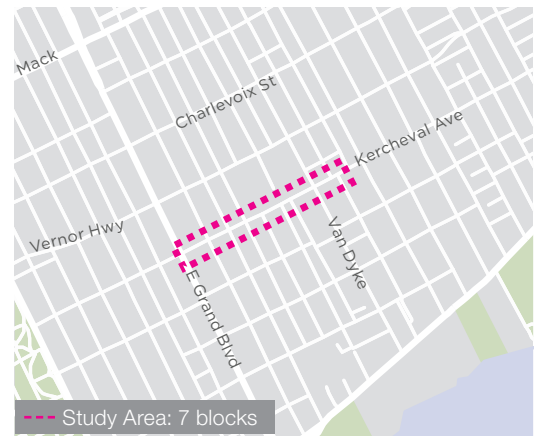 Mack
Charlevoix St
Kercheval Ave
Vernor Hwy
Van Dyke
E Grand Blvd
Study Area: 7 blocks